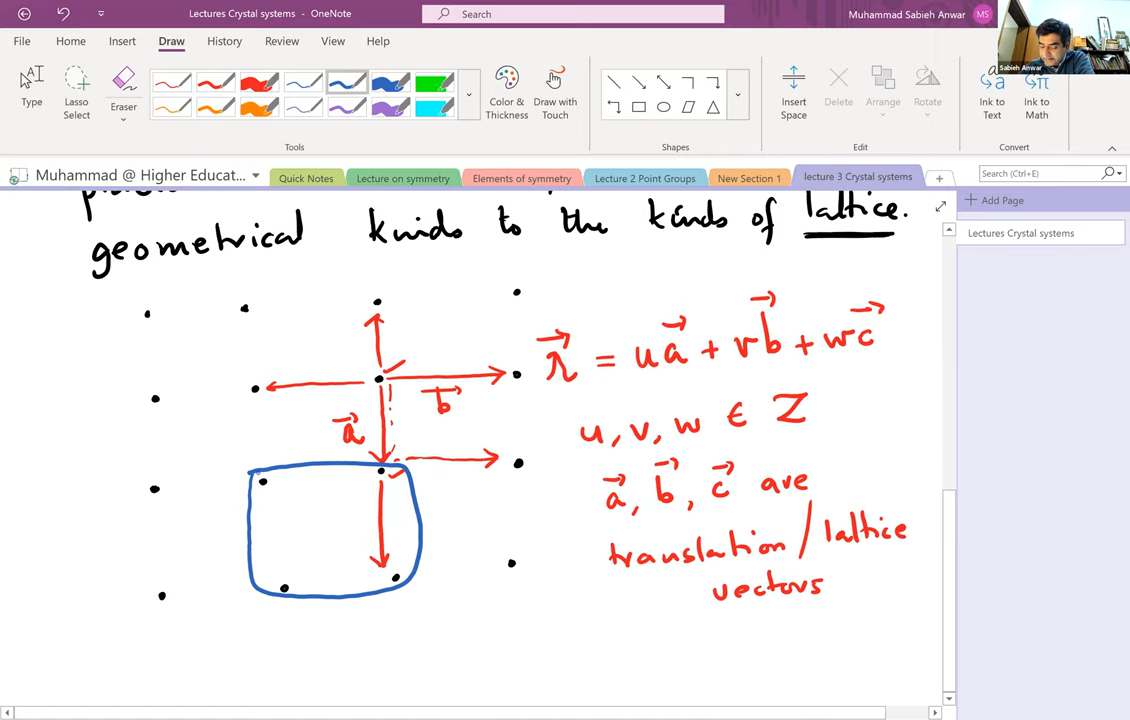 Lectures Crystal systems - OneNote
Search
Muhammad Sabieh Anwar
MS
File
Home
Insert
Draw
History
Review
View
Help
Sabieh Anwar
Type
Lasso
Select
Eraser
Color &
Thickness
Draw with
Touch
Insert
Space
Delete
Arrange
Rotate
Ink to
Text
Ink to
Math
Tools
Shapes
Edit
Convert
Muhammad @ Higher Educat...
Quick Notes
Lecture on symmetry
Elements of symmetry
Lecture 2 Point Groups
New Section 1
lecture 3 Crystal systems
Search (Ctrl+E)
Add Page
Lectures Crystal systems
geometrical kinds to the kinds of lattice.
r⃗ = u a⃗ + v b⃗ + w c⃗
b⃗
a⃗
u, v, w ∈ Z
a⃗, b⃗, c⃗ are
translation / lattice
vectors